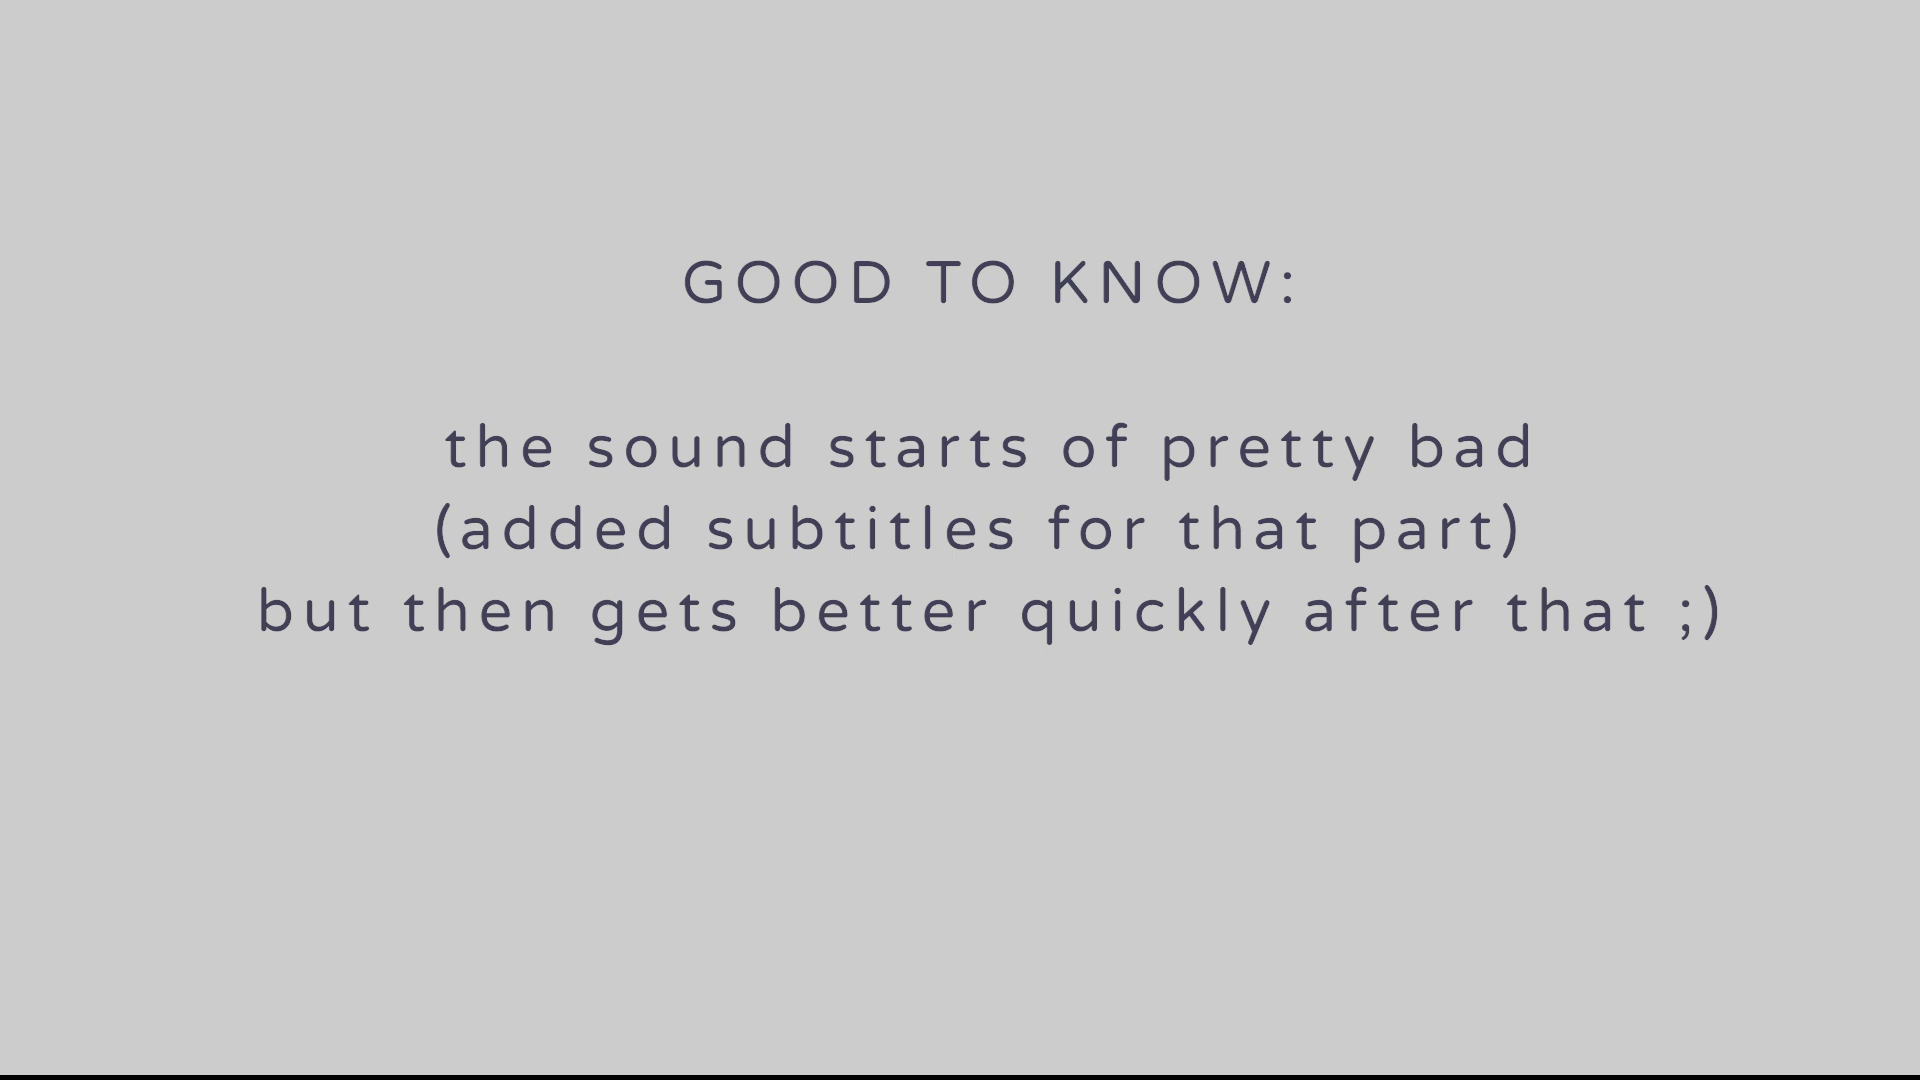 GOOD TO KNOW:
the sound starts of pretty bad
(added subtitles for that part)
but then gets better quickly after that ;)